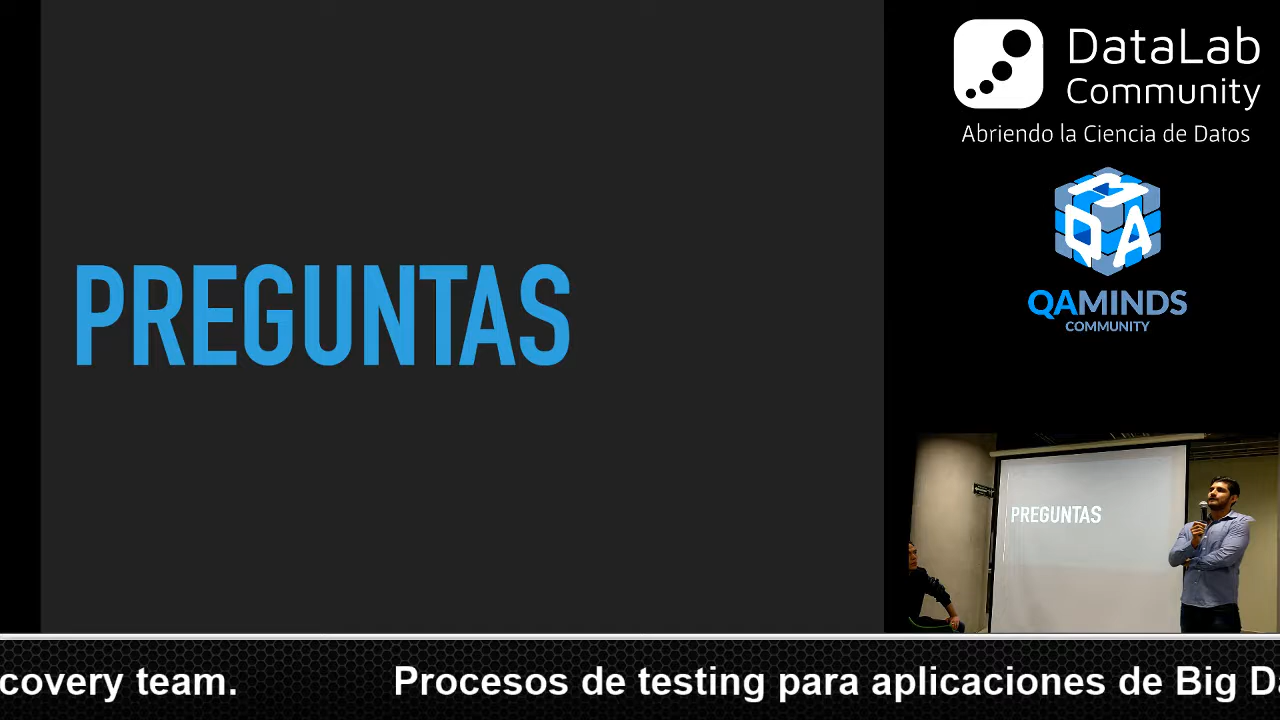 PREGUNTAS
DataLab
Community
Abriendo la Ciencia de Datos
QA
QAMINDS
COMMUNITY
PREGUNTAS
covery team.
Procesos de testing para aplicaciones de Big Da